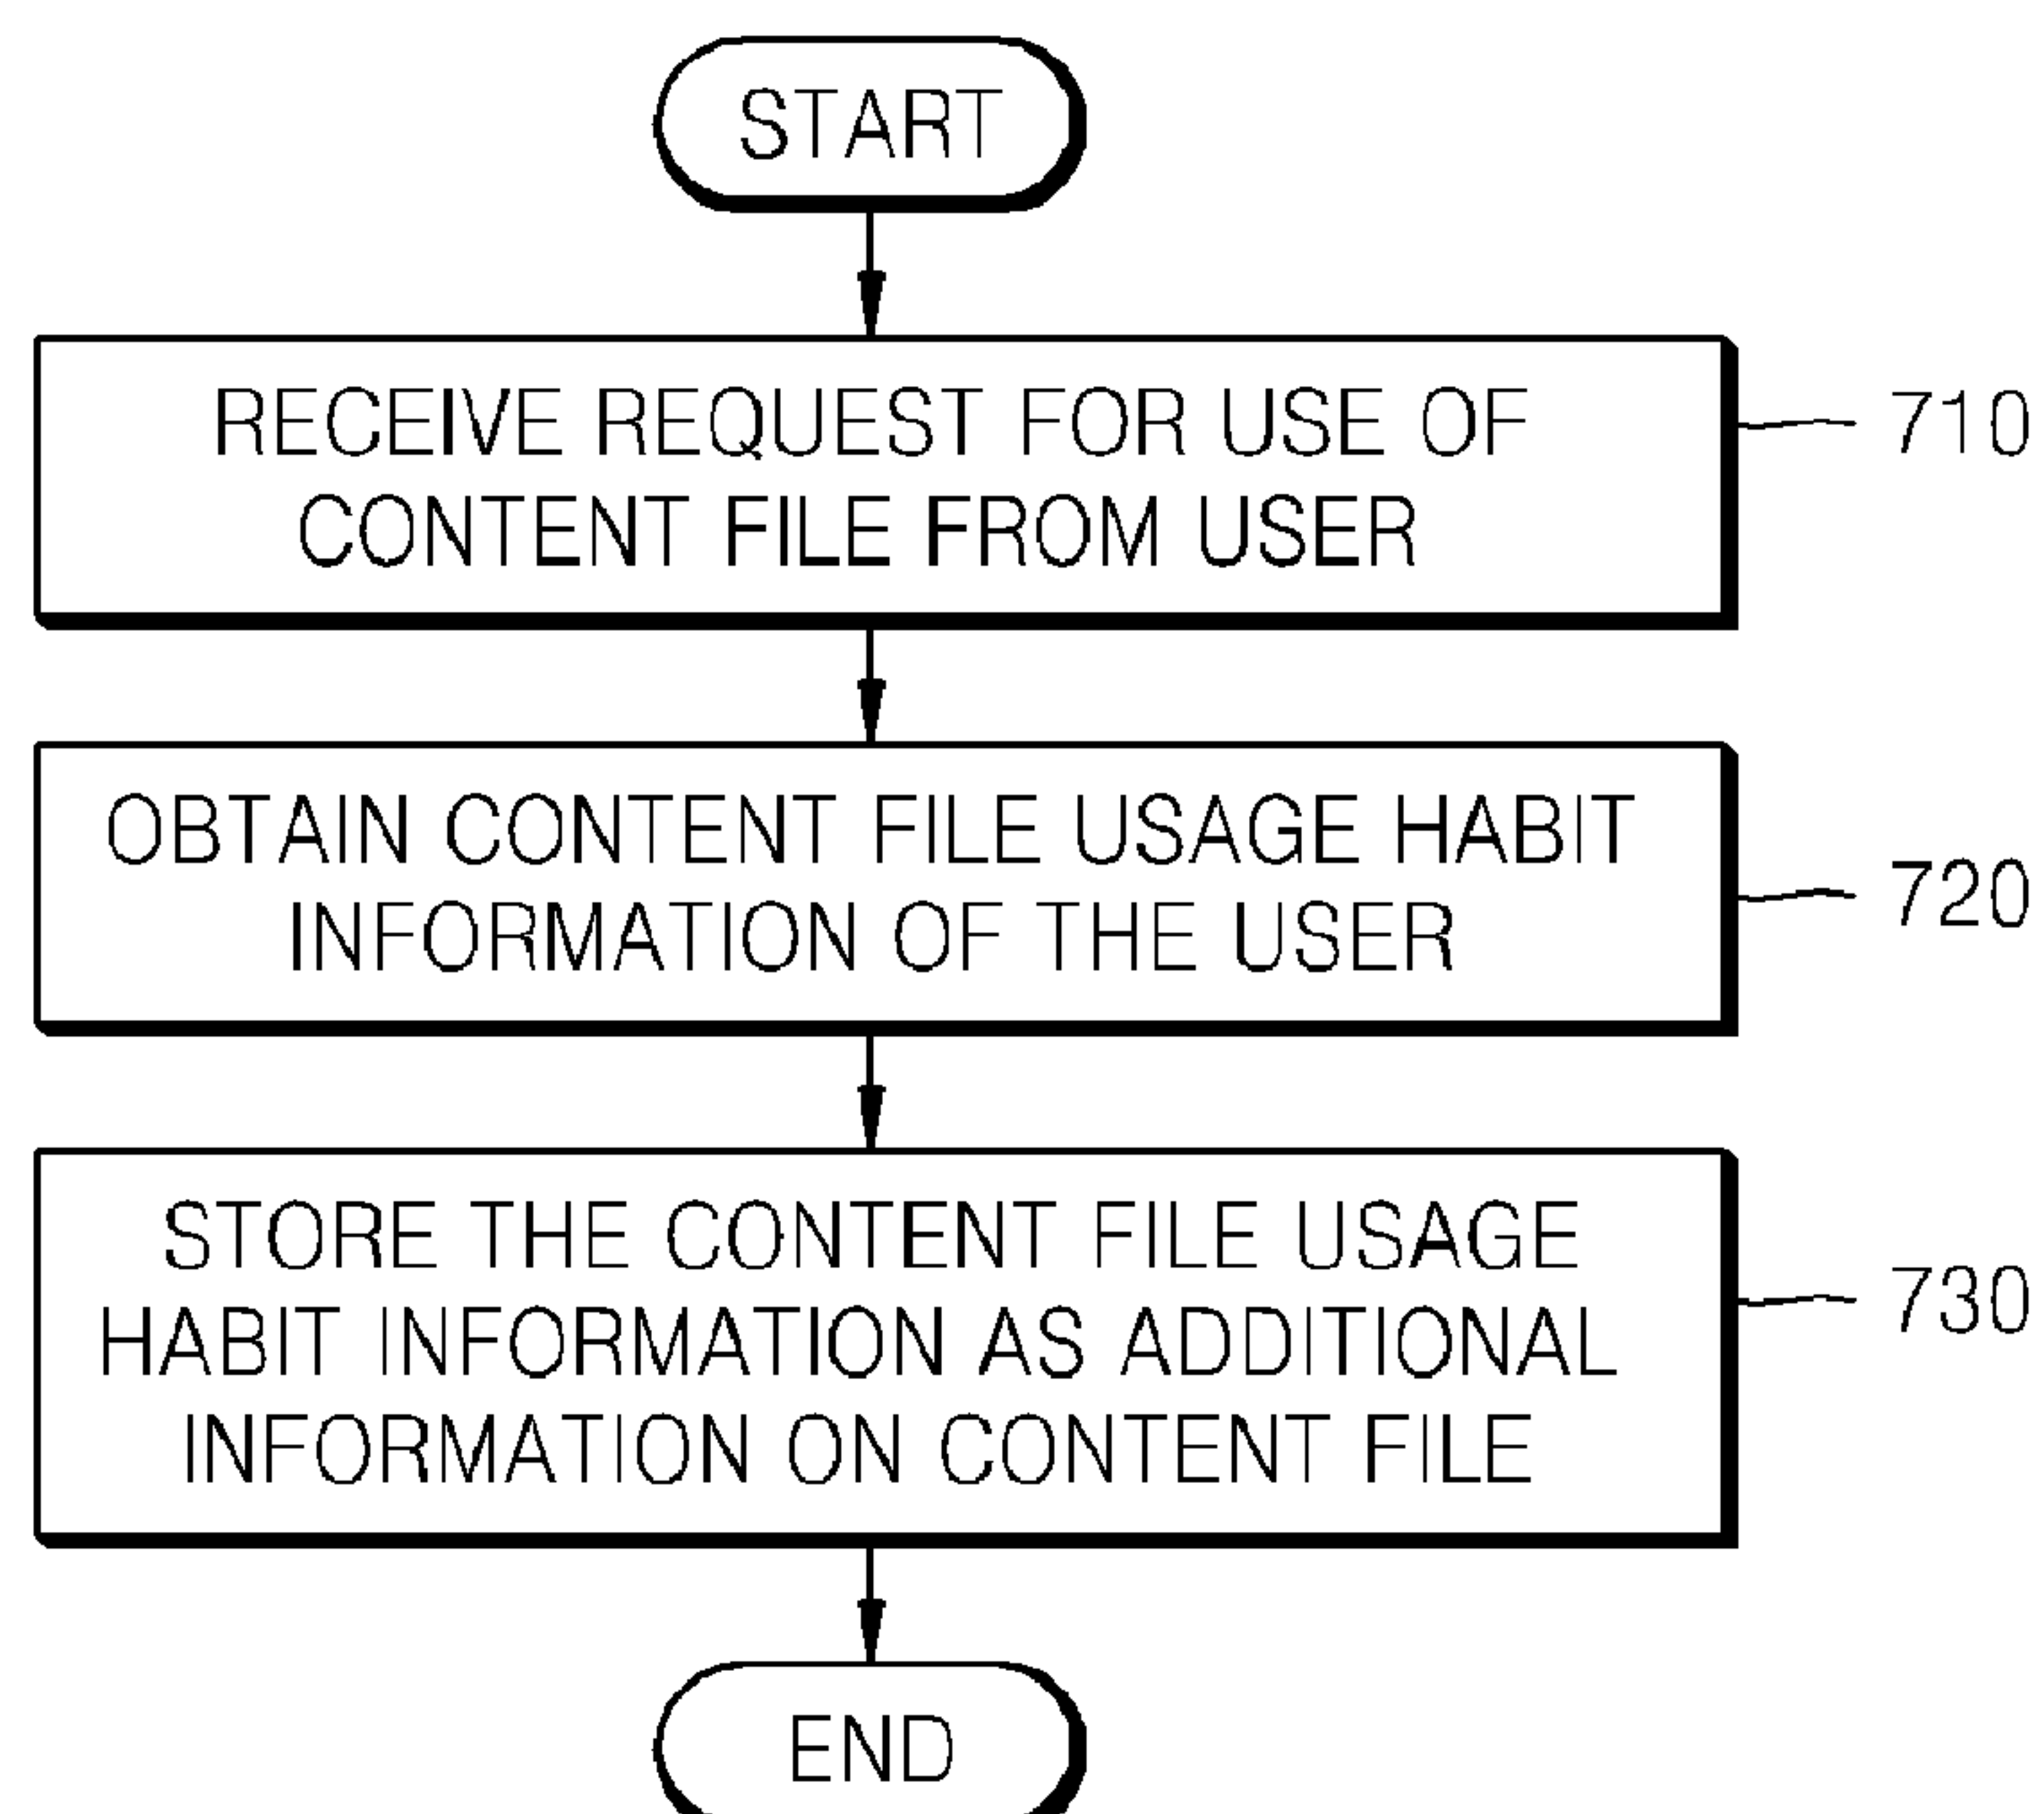 START
RECEIVE REQUEST FOR USE OF
CONTENT FILE FROM USER
710
OBTAIN CONTENT FILE USAGE HABIT
INFORMATION OF THE USER
720
STORE THE CONTENT FILE USAGE
HABIT INFORMATION AS ADDITIONAL
INFORMATION ON CONTENT FILE
730
END